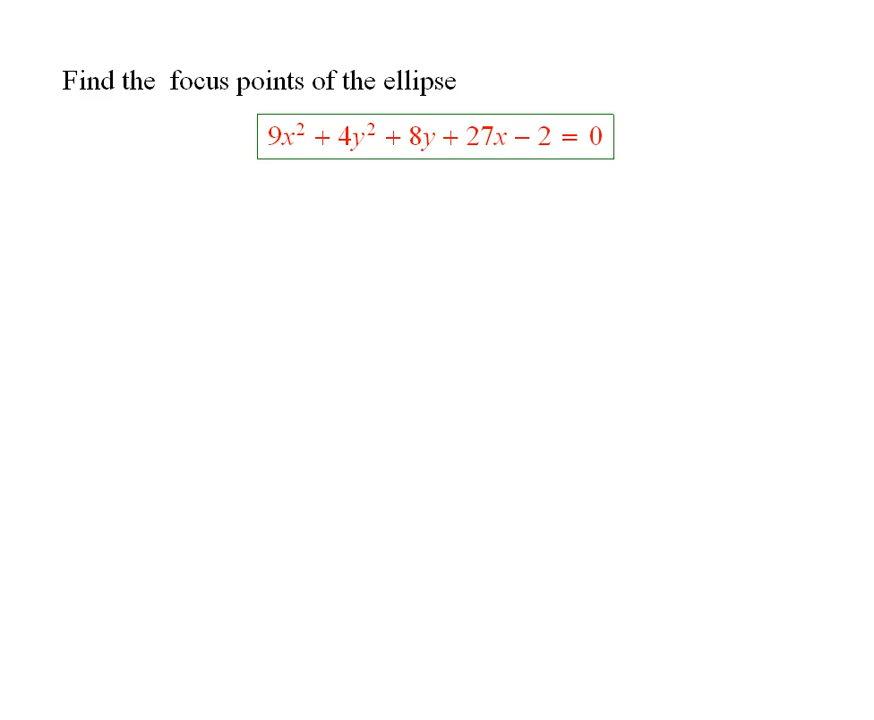 Find the focus points of the ellipse
9x² + 4y² + 8y + 27x − 2 = 0